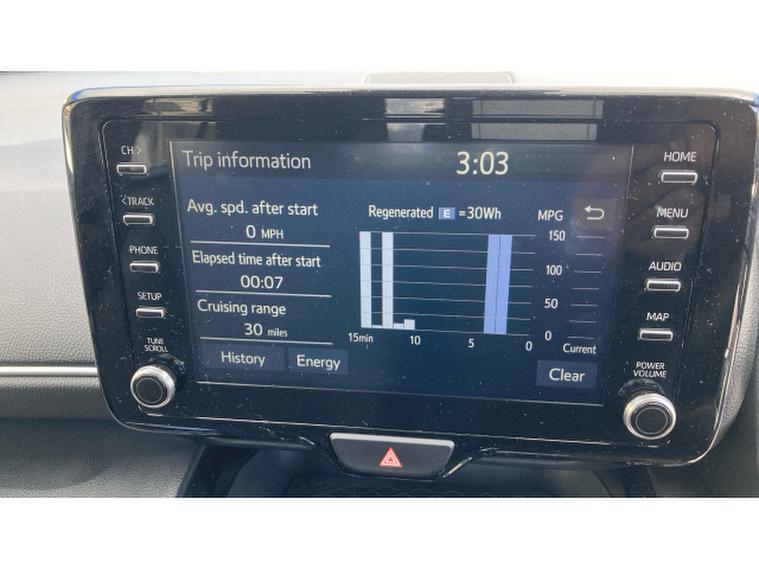 CH >
< TRACK
PHONE
SETUP
TUNE
SCROLL
Trip information
3:03
Avg. spd. after start
0 MPH
Elapsed time after start
00:07
Cruising range
30 miles
History
Energy
Regenerated E =30Wh
MPG
150
100
50
0
15min
10
5
0
Current
Clear
HOME
MENU
AUDIO
MAP
POWER
VOLUME